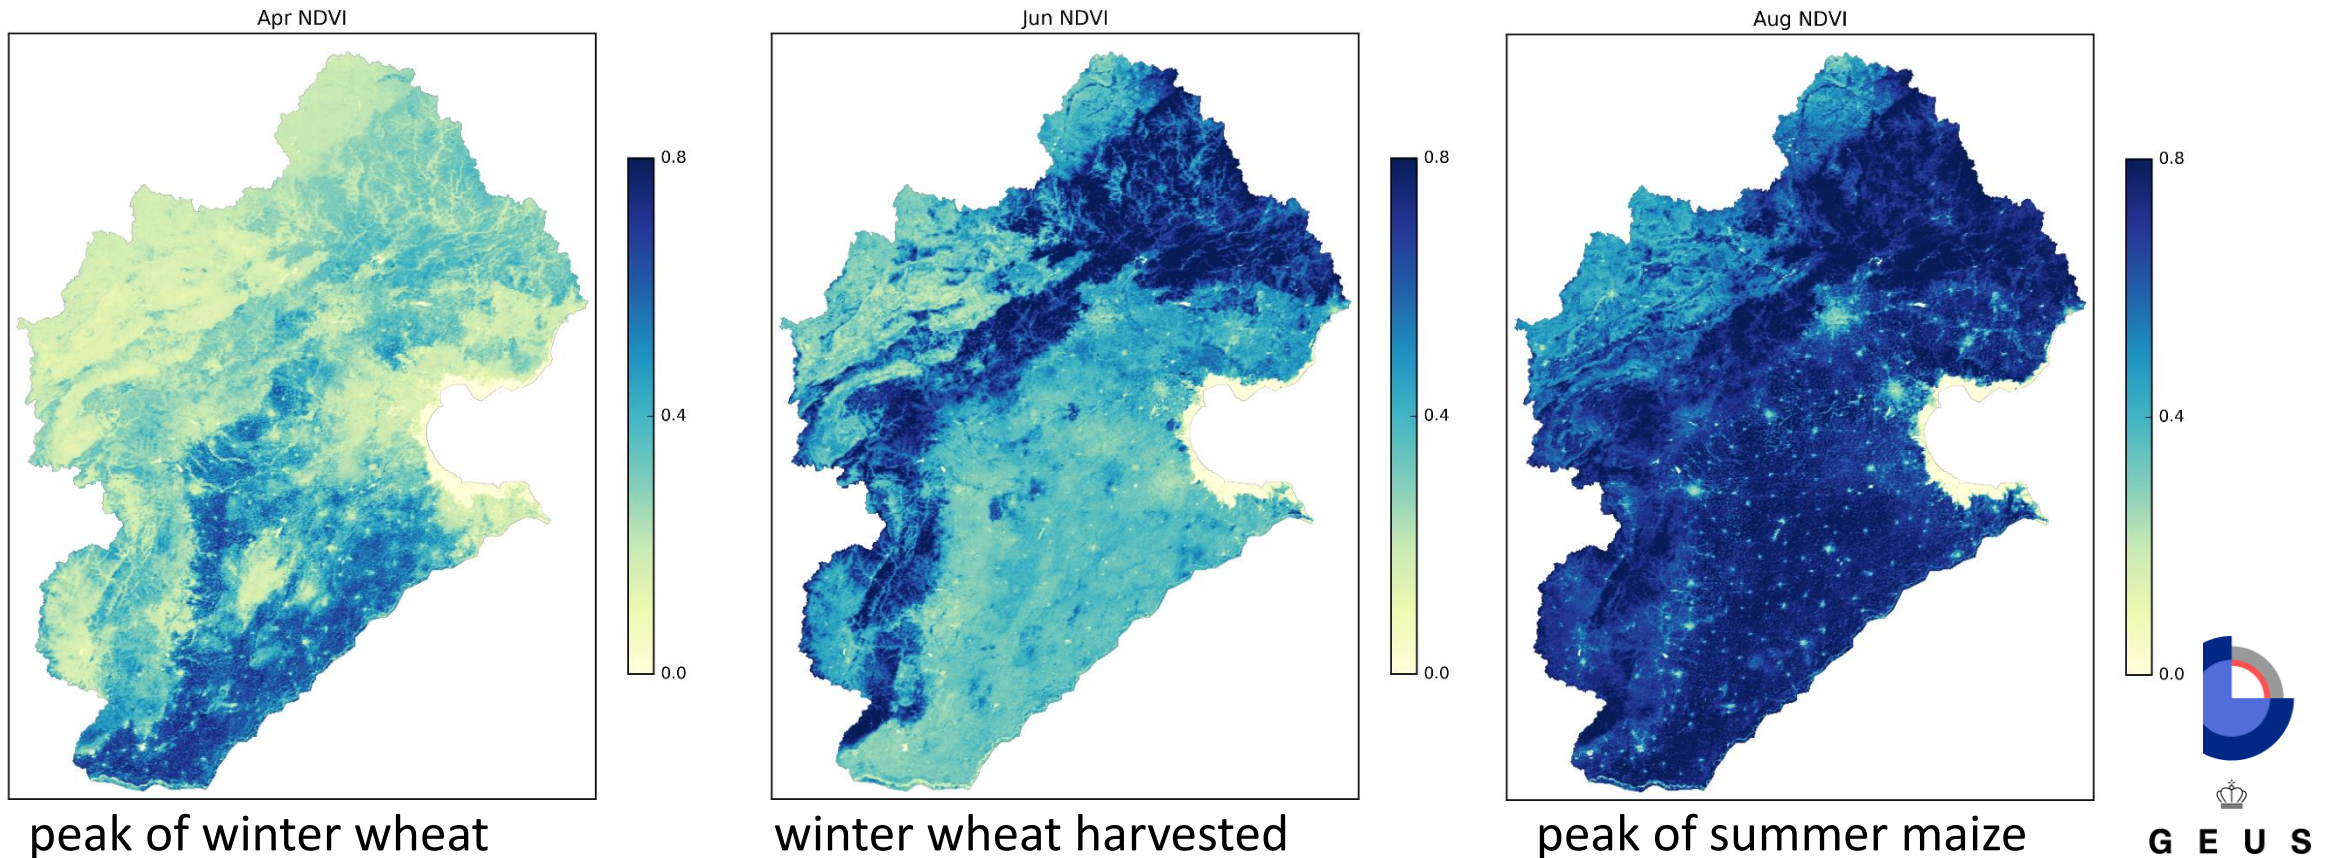 Apr NDVI
Jun NDVI
Aug NDVI
0.8
0.4
0.0
0.8
0.4
0.0
0.8
0.4
0.0
peak of winter wheat
winter wheat harvested
peak of summer maize
G E U S